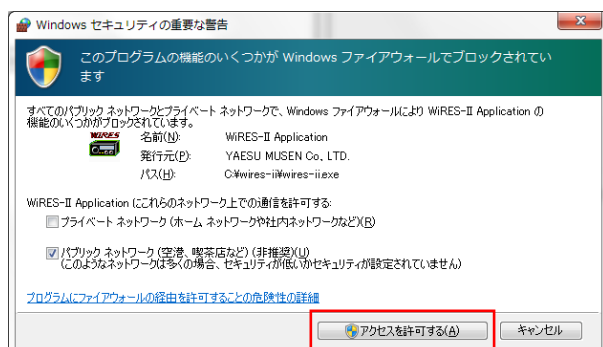 Windows セキュリティの重要な警告
このプログラムの機能のいくつかが Windows ファイアウォールでブロックされてい
ます
すべてのパブリック ネットワークとプライベート ネットワークで、Windows ファイアウォールにより WiRES-II Application の
機能のいくつかがブロックされています。
WiRES
名前(N): WiRES-II Application
発行元(P): YAESU MUSEN Co., LTD.
パス(H): C:¥wires-ii¥wires-ii.exe
WiRES-II Application にこれらのネットワーク上での通信を許可する:
プライベート ネットワーク (ホーム ネットワークや社内ネットワークなど)(R)
パブリック ネットワーク (空港、喫茶店など) (非推奨)(U)
(このようなネットワークは多くの場合、セキュリティが低いかセキュリティが設定されていません)
プログラムにファイアウォールの経由を許可することの危険性の詳細
アクセスを許可する(A)
キャンセル